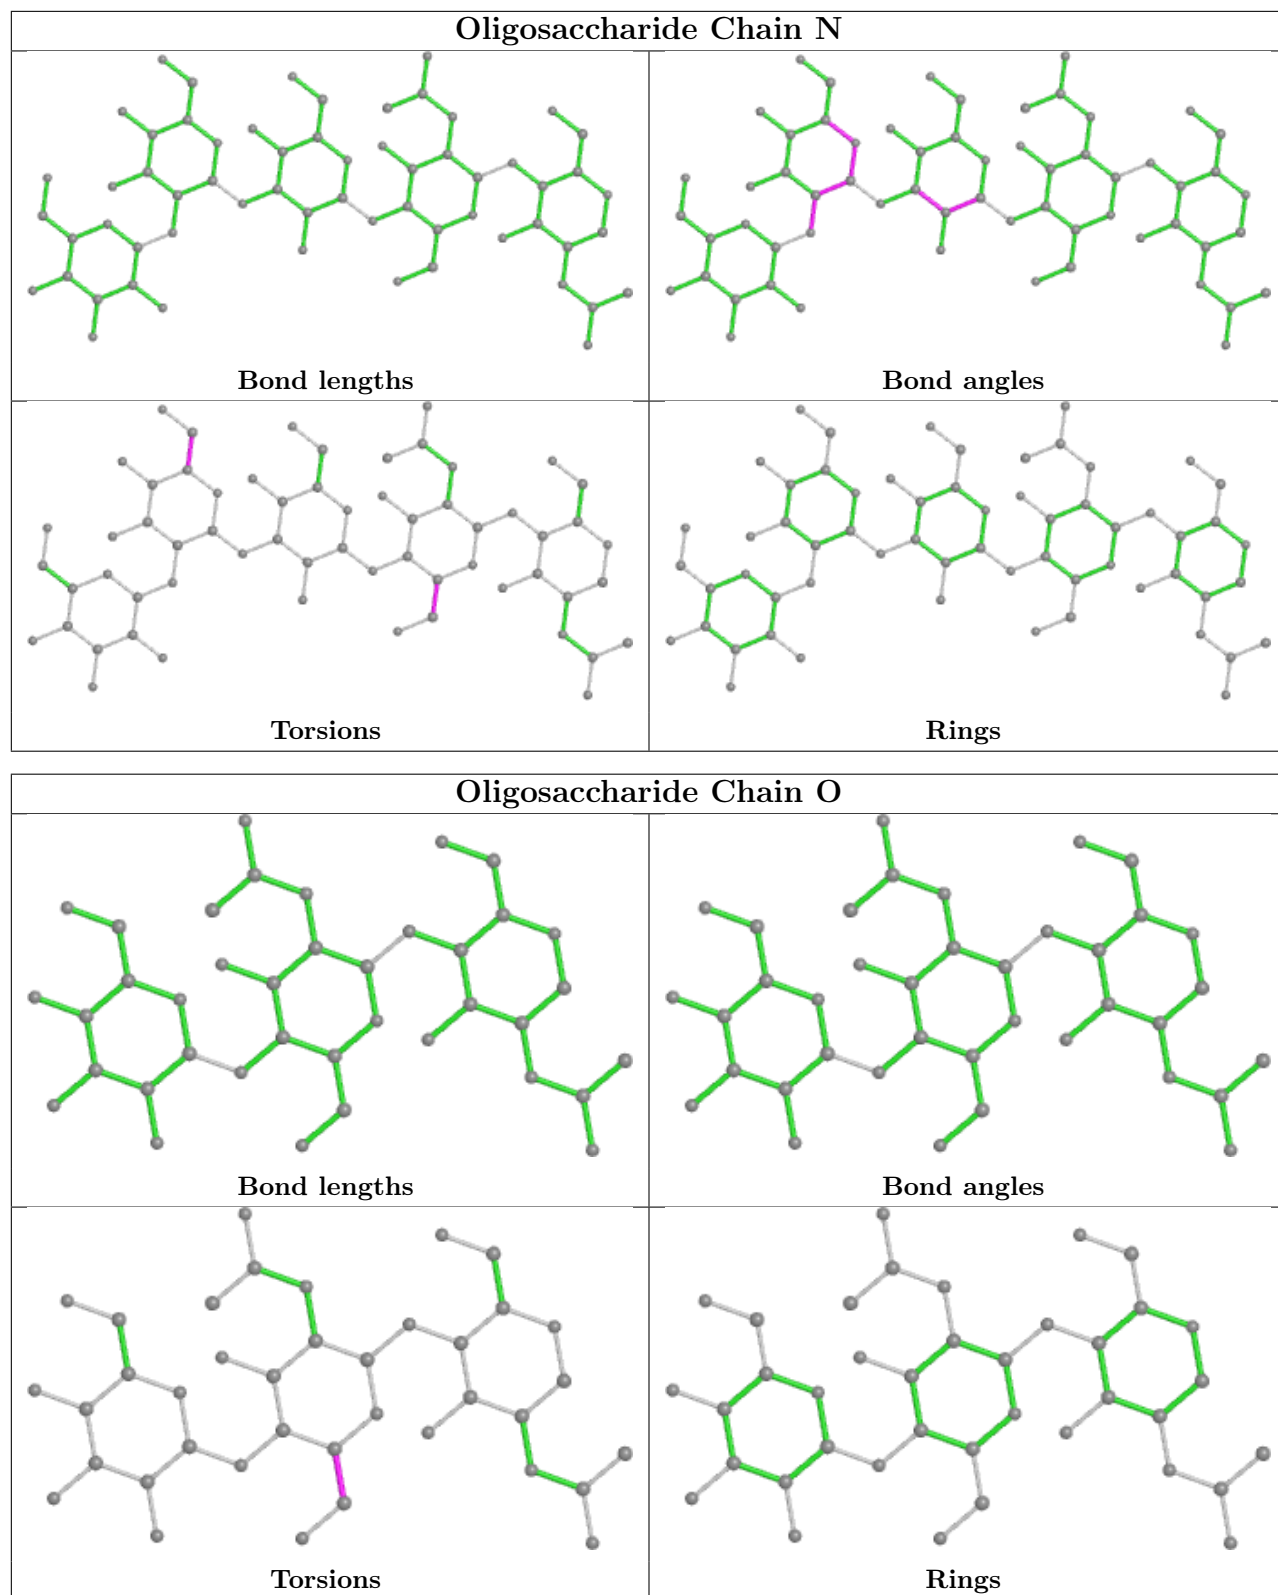 Oligosaccharide Chain N
Bond lengths
Bond angles
Torsions
Rings
Oligosaccharide Chain O
Bond lengths
Bond angles
Torsions
Rings